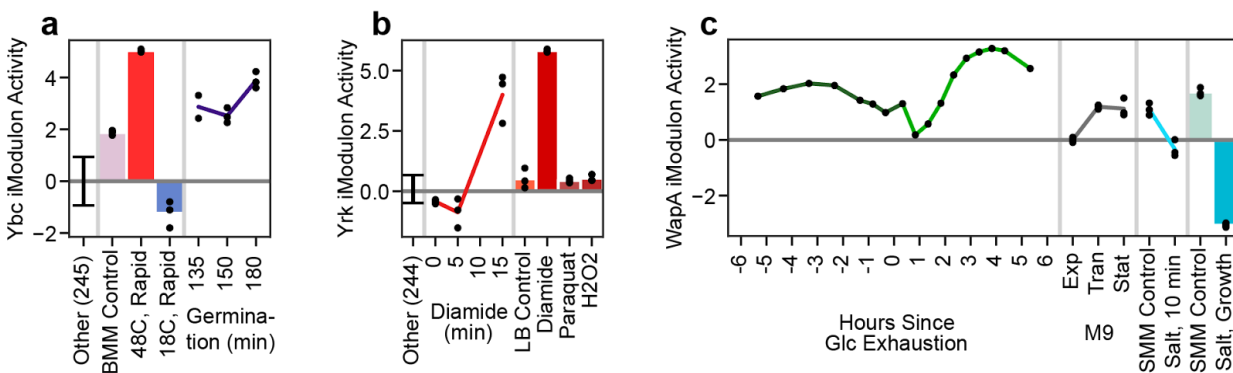 a
Ybc iModulon Activity
4
2
0
−2
Other (245)
BMM Control
48C, Rapid
18C, Rapid
135
150
180
Germina-
tion (min)
b
Yrk iModulon Activity
5.0
2.5
0.0
Other (244)
0
5
10
15
Diamide
(min)
LB Control
Diamide
Paraquat
H2O2
c
WapA iModulon Activity
2
0
−2
-6
-5
-4
-3
-2
-1
0
1
2
3
4
5
6
Hours Since
Glc Exhaustion
Exp
Tran
Stat
M9
SMM Control
Salt, 10 min
SMM Control
Salt, Growth